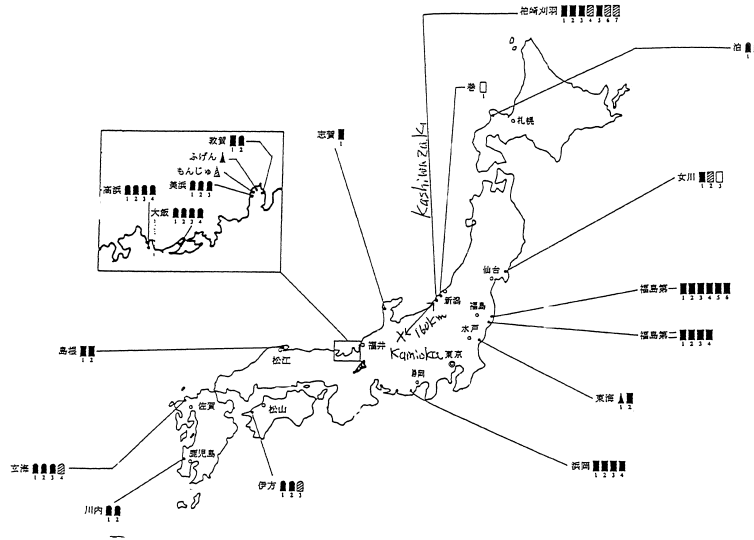 柏崎刈羽
1 2 3 4 5 6 7
泊
1
巻
1
志賀
1
敦賀
1 2
ふげん
もんじゅ
美浜
1 2 3
高浜
1 2 3 4
大飯
1 2 3 4
Kashiwazaki
札幌
女川
1 2 3
仙台
新潟
福島
福島第一
1 2 3 4 5 6
福島第二
1 2 3 4
水戸
X 160km
Kamioka
福井
東京
静岡
島根
1 2
松江
東海
1 2
佐賀
松山
鹿児島
玄海
1 2 3 4
川内
1 2
伊方
1 2 3
浜岡
1 2 3 4